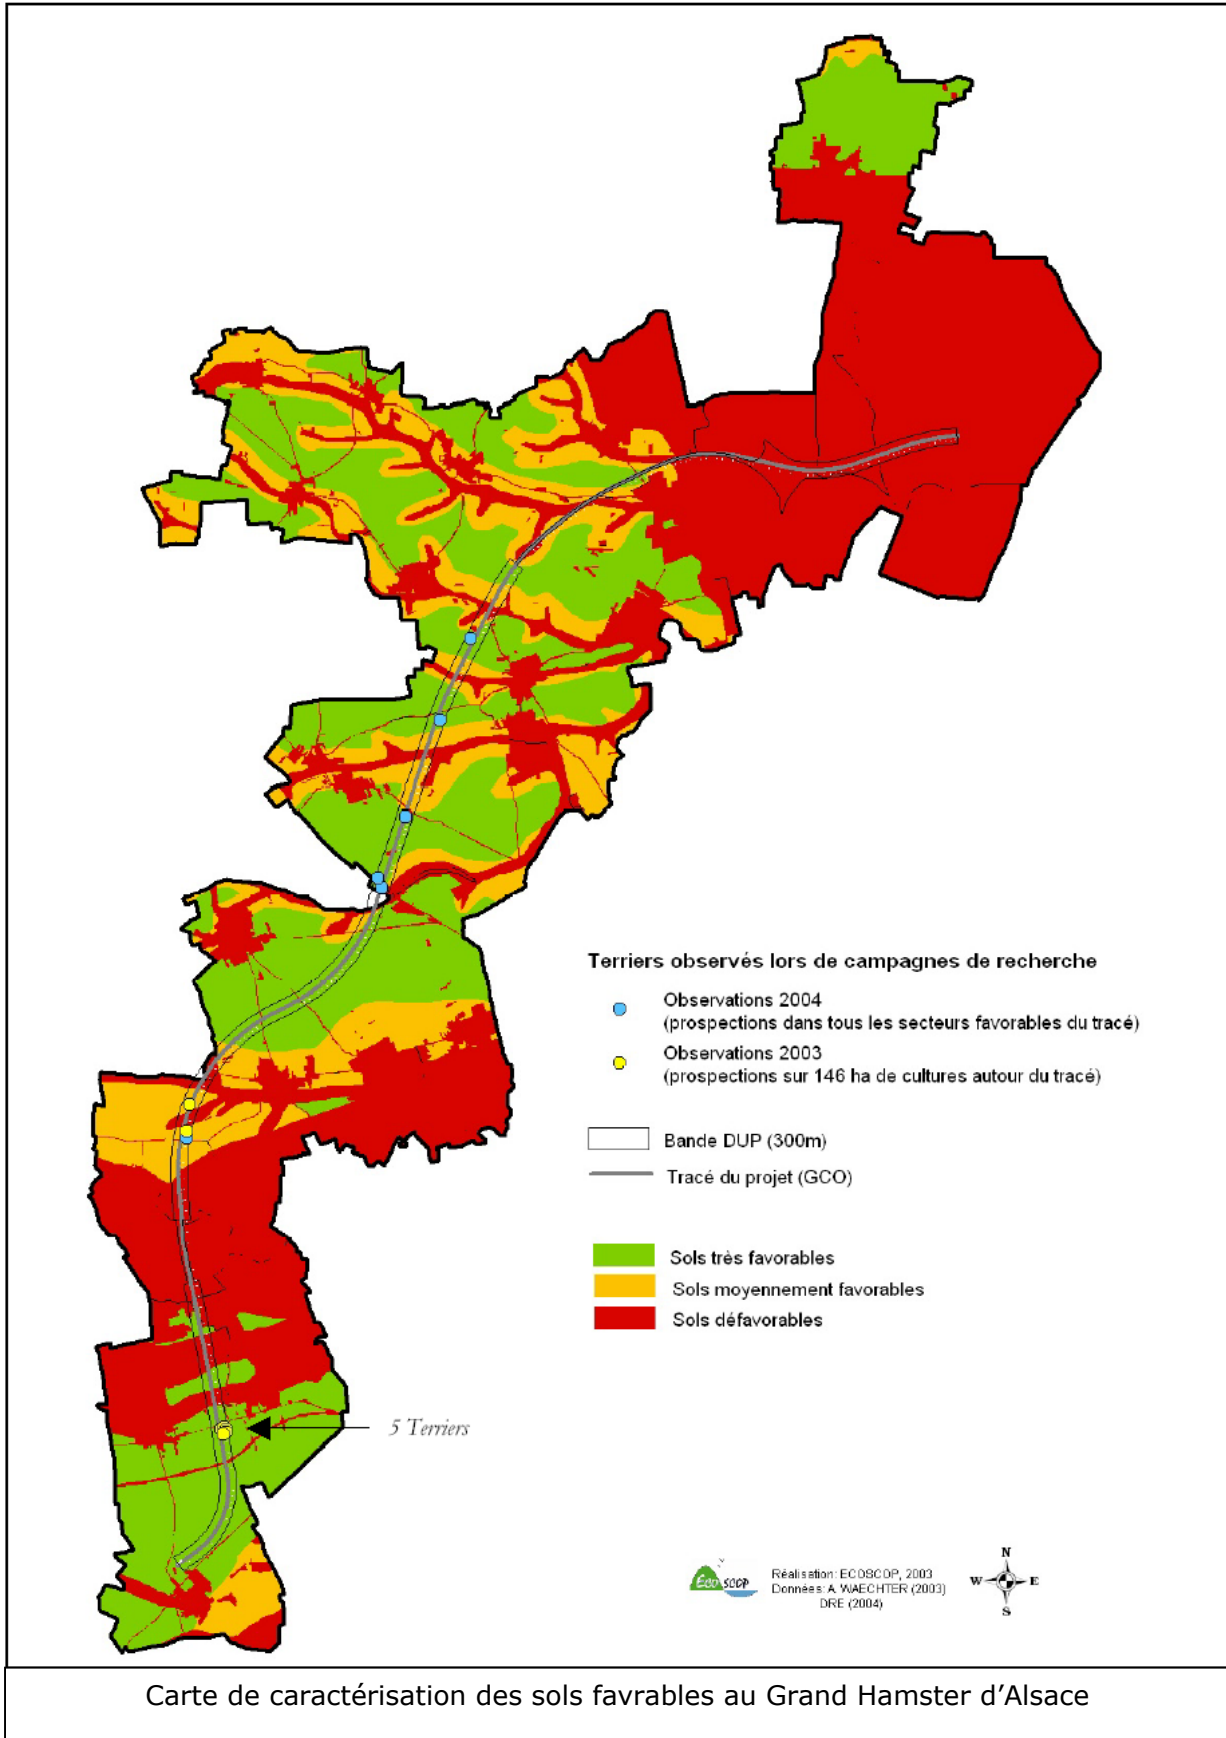 Terriers observés lors de campagnes de recherche
Observations 2004
(prospections dans tous les secteurs favorables du tracé)
Observations 2003
(prospections sur 146 ha de cultures autour du tracé)
Bande DUP (300m)
Tracé du projet (GCO)
Sols très favorables
Sols moyennement favorables
Sols défavorables
5 Terriers
Eco SCOP
Réalisation: ECOSCOP, 2003
Données: A. WAECHTER (2003)
DRE (2004)
N
W E
S
Carte de caractérisation des sols favrables au Grand Hamster d'Alsace